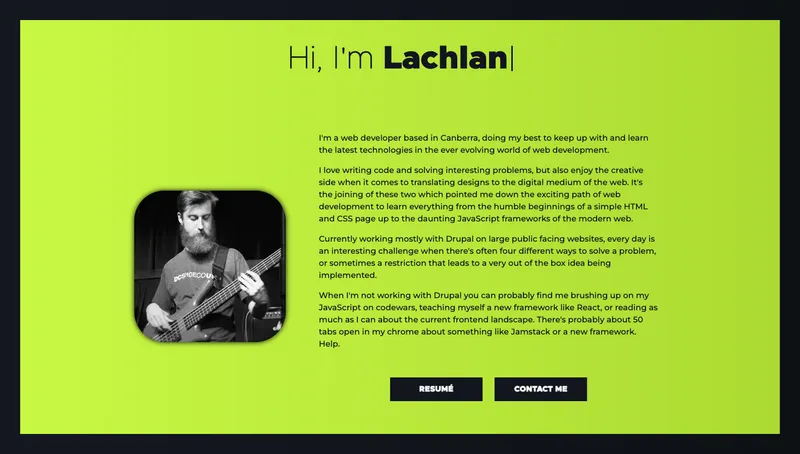 Hi, I'm Lachlan|
I'm a web developer based in Canberra, doing my best to keep up with and learn
the latest technologies in the ever evolving world of web development.
I love writing code and solving interesting problems, but also enjoy the creative
side when it comes to translating designs to the digital medium of the web. It's
the joining of these two which pointed me down the exciting path of web
development to learn everything from the humble beginnings of a simple HTML
and CSS page up to the daunting JavaScript frameworks of the modern web.
Currently working mostly with Drupal on large public facing websites, every day is
an interesting challenge when there's often four different ways to solve a problem,
or sometimes a restriction that leads to a very out of the box idea being
implemented.
When I'm not working with Drupal you can probably find me brushing up on my
JavaScript on codewars, teaching myself a new framework like React, or reading as
much as I can about the current frontend landscape. There's probably about 50
tabs open in my chrome about something like Jamstack or a new framework.
Help.
RESUMÉ
CONTACT ME